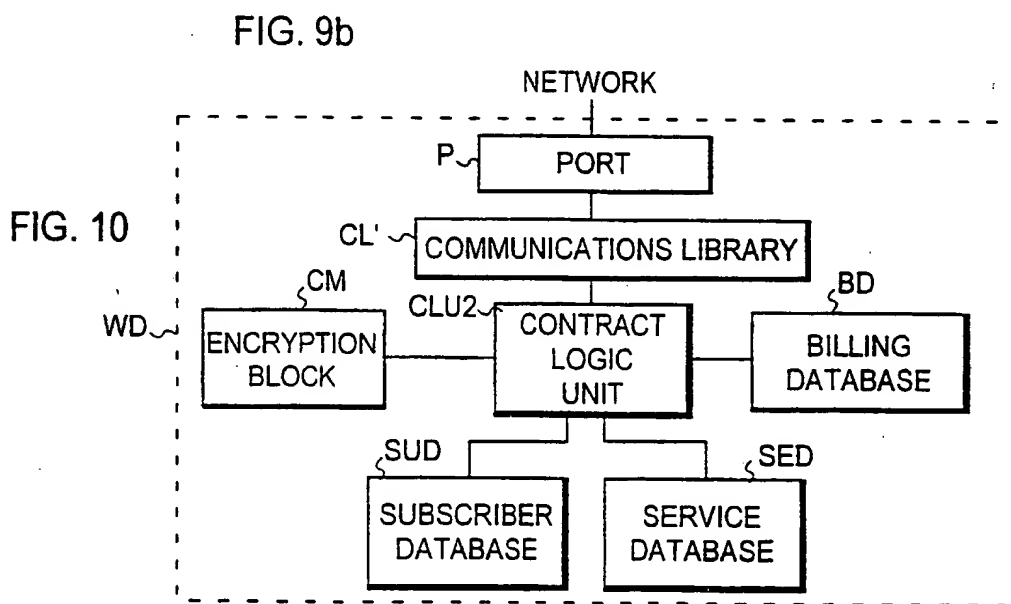 FIG. 9b
NETWORK
P
PORT
FIG. 10
CL'
COMMUNICATIONS LIBRARY
CM
CLU2
BD
WD
ENCRYPTION
BLOCK
CONTRACT
LOGIC
UNIT
BILLING
DATABASE
SUD
SED
SUBSCRIBER
DATABASE
SERVICE
DATABASE